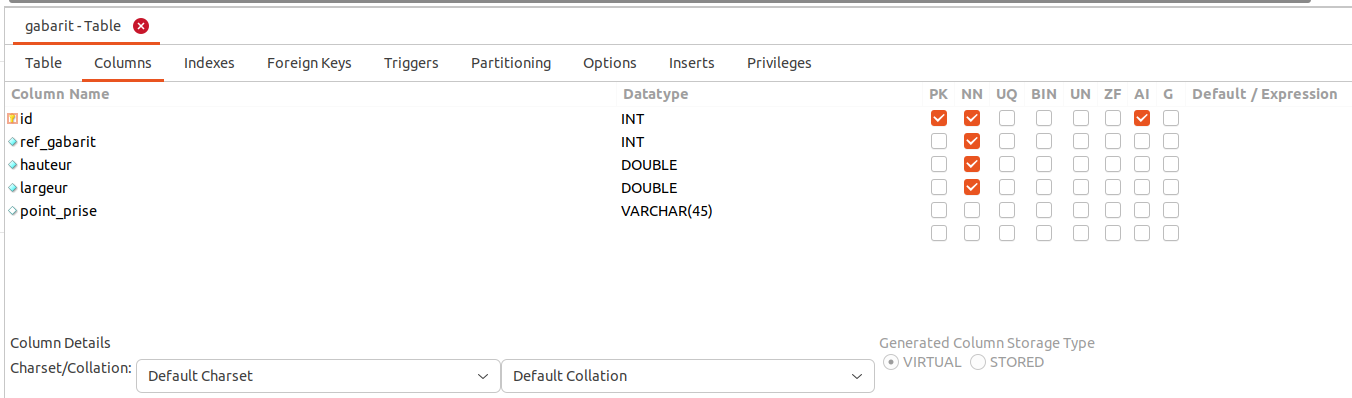 gabarit - Table
Table Columns Indexes Foreign Keys Triggers Partitioning Options Inserts Privileges
Column Name Datatype PK NN UQ BIN UN ZF AI G Default / Expression
id INT
ref_gabarit INT
hauteur DOUBLE
largeur DOUBLE
point_prise VARCHAR(45)
Column Details Generated Column Storage Type
Charset/Collation: Default Charset Default Collation VIRTUAL STORED